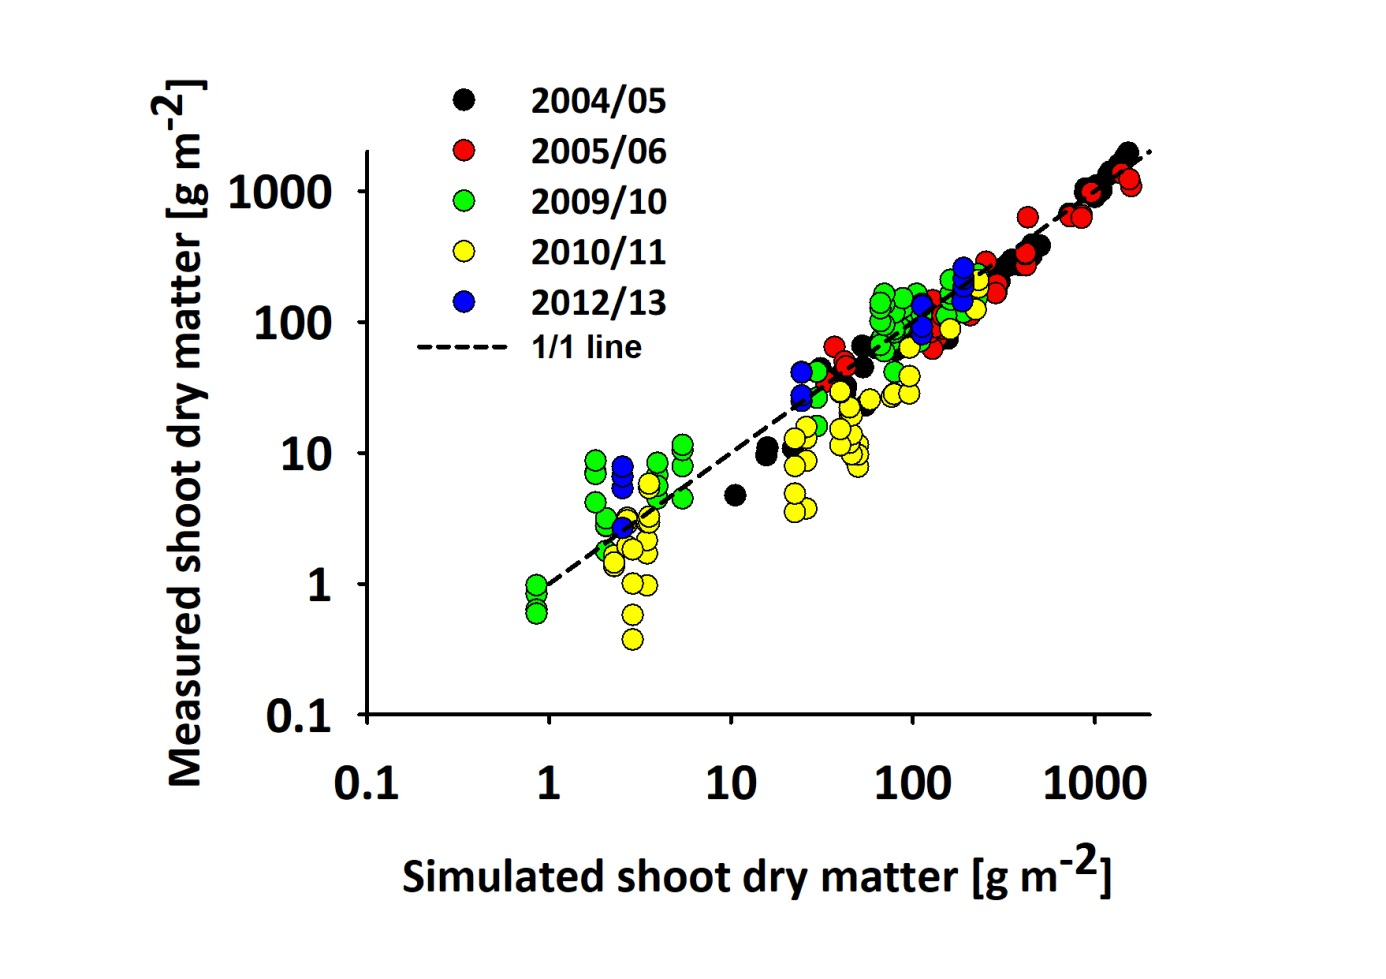 2004/05
2005/06
2009/10
2010/11
2012/13
1/1 line
Measured shoot dry matter [g m-2]
1000
100
10
1
0.1
0.1 1 10 100 1000
Simulated shoot dry matter [g m-2]